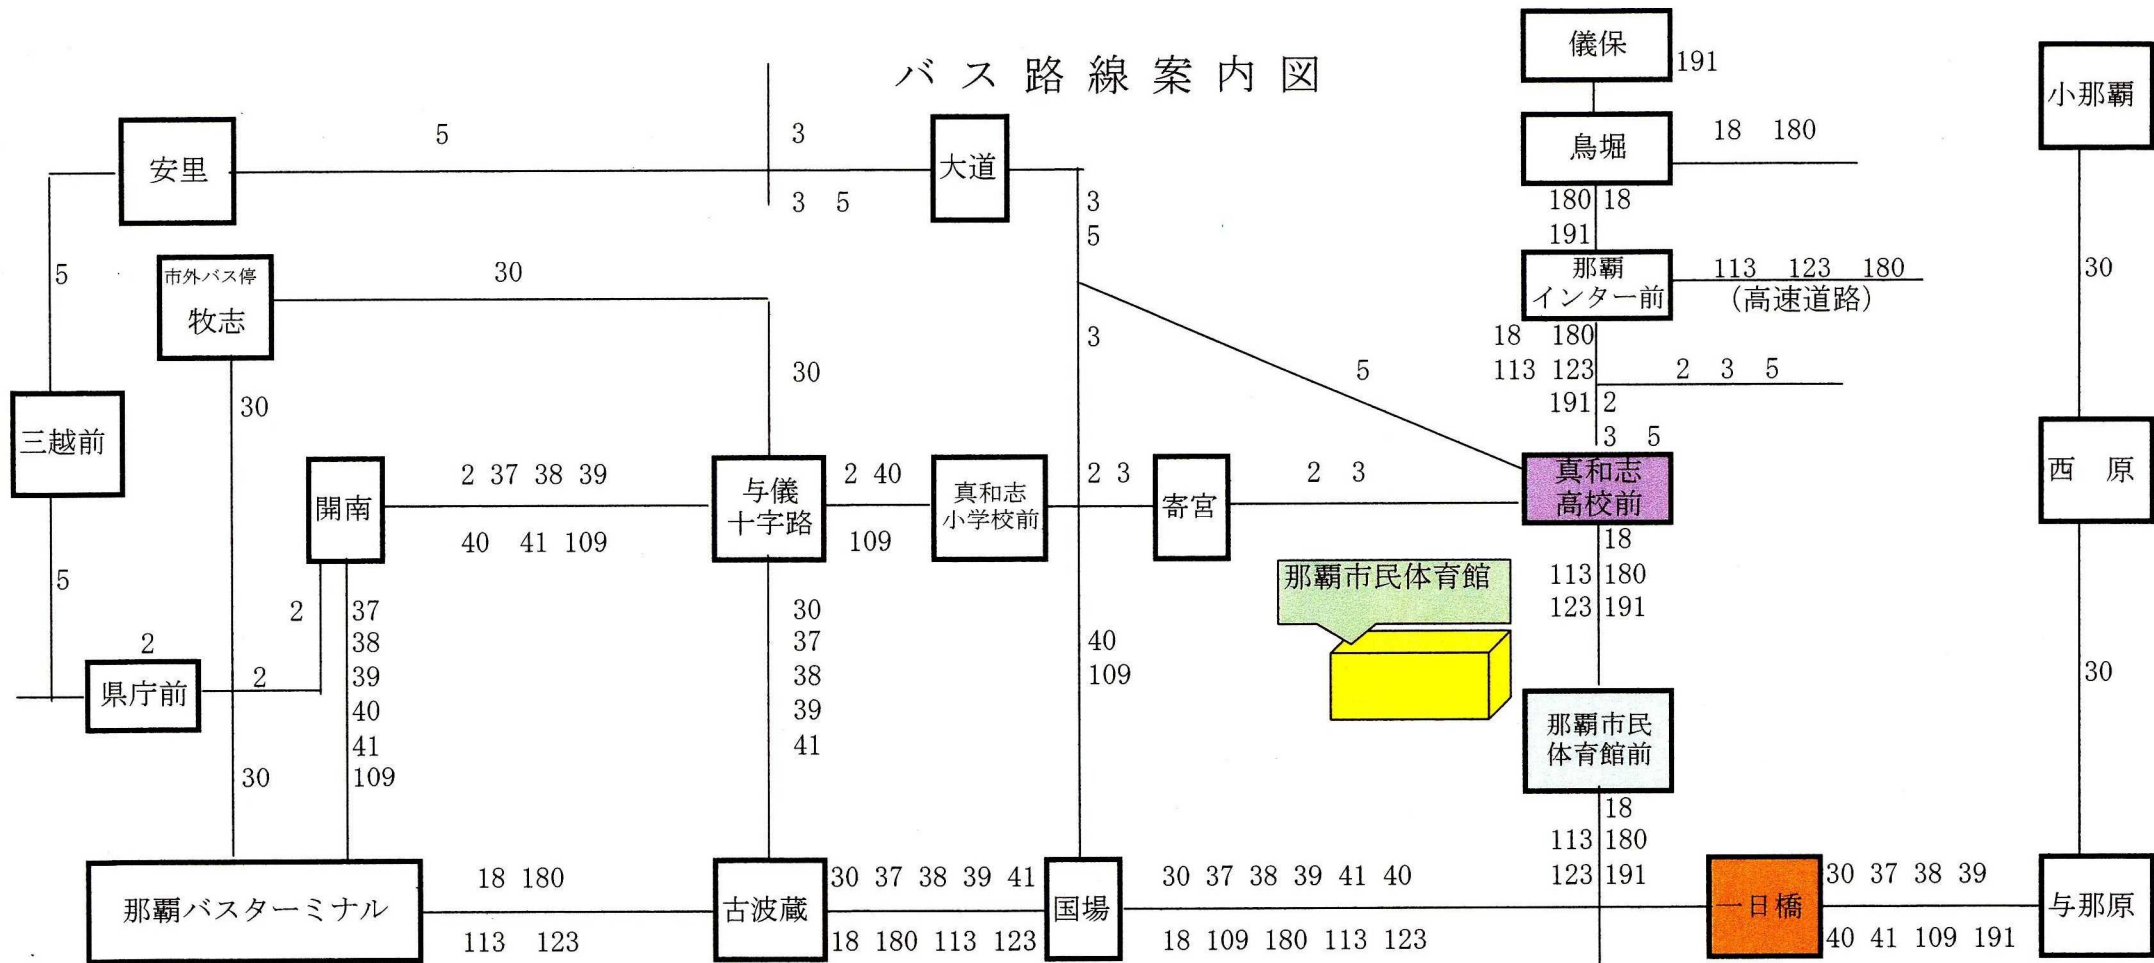 バス路線案内図
儀保
191
小那覇
安里
5
3
大道
鳥堀
18 180
3 5
3
5
180 18
191
5
市外バス停
牧志
30
那覇
インター前
113 123 180
（高速道路）
30
3
18 180
113 123
191 2
3 5
2 3 5
30
5
30
三越前
開南
2 37 38 39
40 41 109
与儀
十字路
2 40
109
真和志
小学校前
2 3
寄宮
2 3
真和志
高校前
西 原
18
113 180
123 191
那覇市民体育館
5
2
県庁前
2
2
37
38
39
40
41
109
30
30
37
38
39
41
40
109
那覇市民
体育館前
30
18
113 180
123 191
那覇バスターミナル
18 180
113 123
古波蔵
30 37 38 39 41
18 180 113 123
国場
30 37 38 39 41 40
18 109 180 113 123
一日橋
30 37 38 39
40 41 109 191
与那原